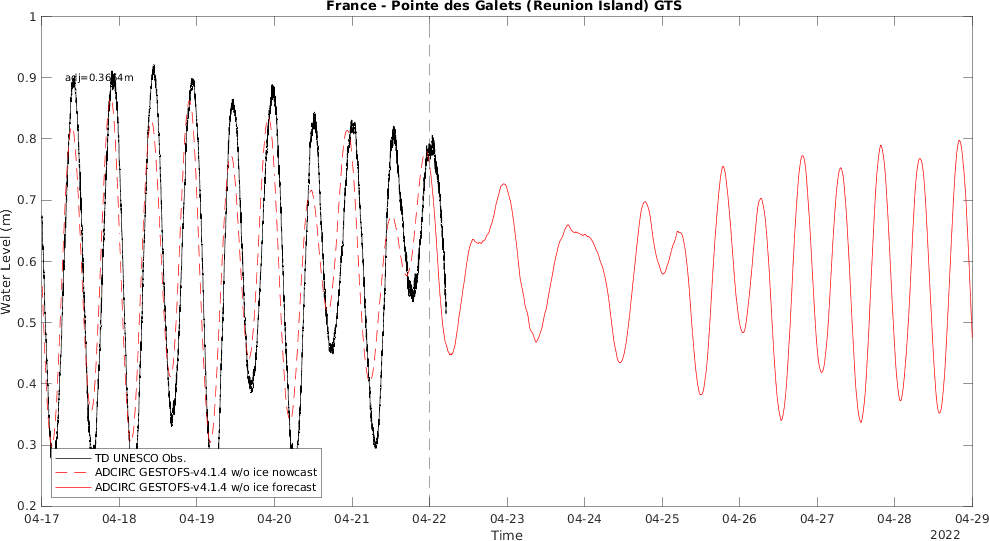 France - Pointe des Galets (Reunion Island) GTS
Water Level (m)
1
0.9
0.8
0.7
0.6
0.5
0.4
0.3
0.2
TD UNESCO Obs.
ADCIRC GESTOFS-v4.1.4 w/o ice nowcast
ADCIRC GESTOFS-v4.1.4 w/o ice forecast
04-17 04-18 04-19 04-20 04-21 04-22 04-23 04-24 04-25 04-26 04-27 04-28 04-29
Time
2022